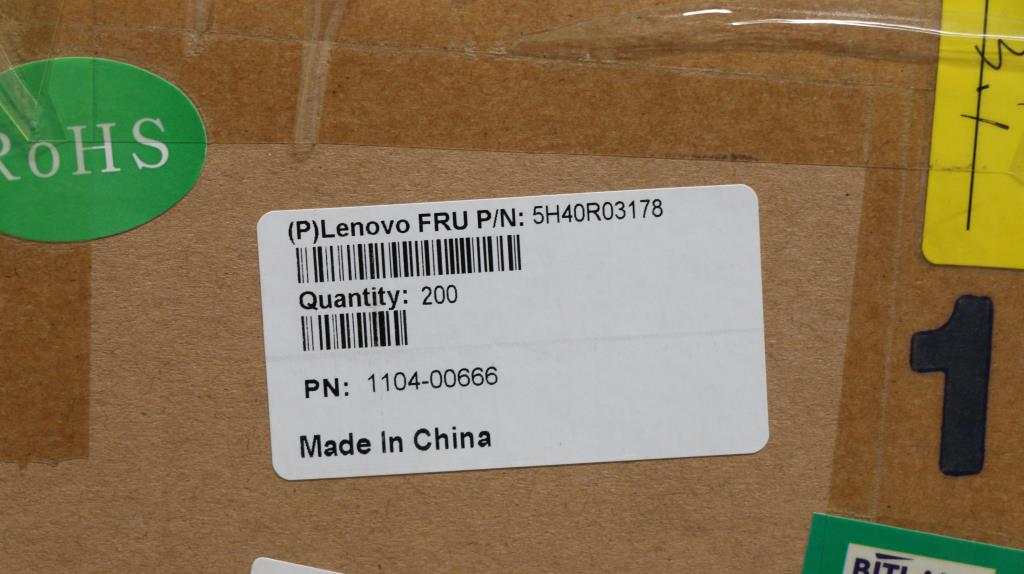 RoHS
(P)Lenovo FRU P/N: 5H40R03178
Quantity: 200
PN: 1104-00666
Made In China
1